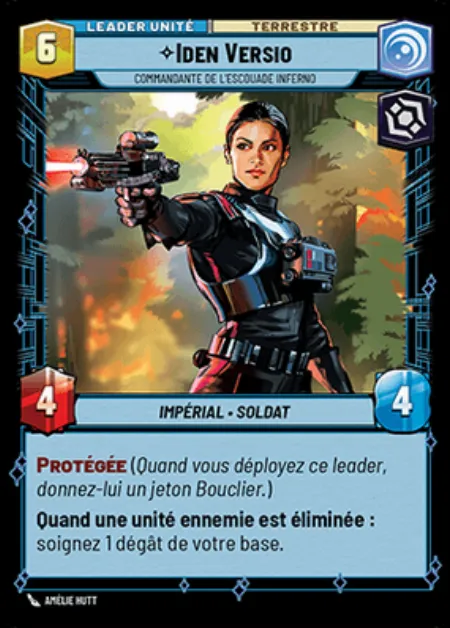 LEADER UNITÉ
TERRESTRE
6
IDEN VERSIO
COMMANDANTE DE L'ESCOUADE INFERNO
4
IMPÉRIAL • SOLDAT
4
PROTÉGÉE (Quand vous déployez ce leader,
donnez-lui un jeton Bouclier.)
Quand une unité ennemie est éliminée :
soignez 1 dégât de votre base.
AMÉLIE HUTT